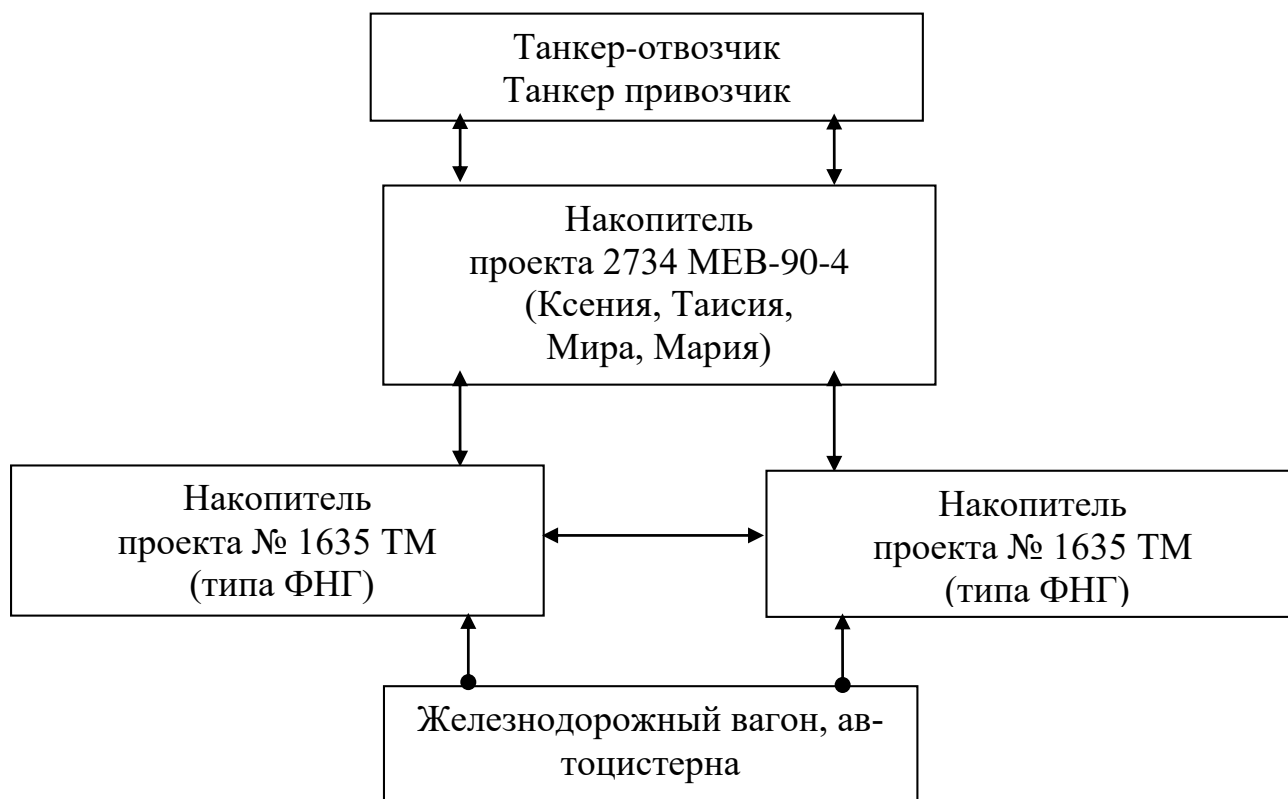 Танкер-отвозчик
Танкер привозчик
Накопитель
проекта 2734 МЕВ-90-4
(Ксения, Таисия,
Мира, Мария)
Накопитель
проекта № 1635 ТМ
(типа ФНГ)
Накопитель
проекта № 1635 ТМ
(типа ФНГ)
Железнодорожный вагон, ав-
тоцистерна